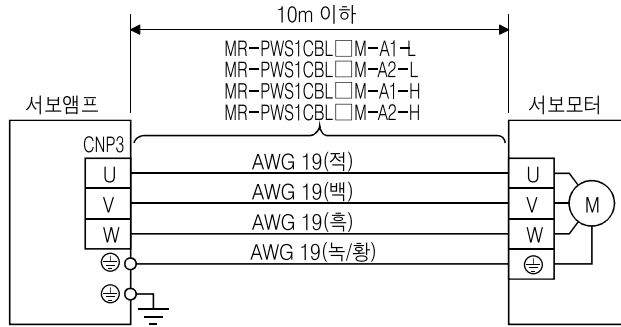 10m 이하
MR-PWS1CBL□M-A1-L
MR-PWS1CBL□M-A2-L
MR-PWS1CBL□M-A1-H
MR-PWS1CBL□M-A2-H
서보앰프
서보모터
CNP3
U
AWG 19(적)
U
V
AWG 19(백)
V
M
W
AWG 19(흑)
W
AWG 19(녹/황)